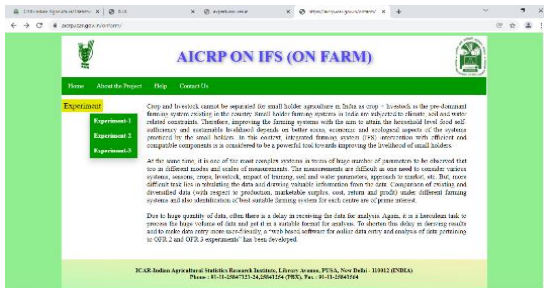 AICRP ON IFS (ON FARM)
Home About the Project Help Contact Us
Experiment
Experiment-1
Experiment-2
Experiment-3
Crop and livestock cannot be separated for small holder agriculture in India as crop + livestock is the pre-dominant
farming system existing in the country. Small holder farming systems in India are subjected to climate, soil and water
related constraints. Therefore, improving the farming systems with the aim to attain the household level food self
sufficiency and sustainable livelihood depends on better socio, economic and ecological aspects of the systems
practiced by the small holders. In this context, integrated farming system (IFS) intervention with efficient and
compatible components is is considered to be a powerful tool towards improving the livelihood of small holders.
At the same time, it is one of the most complex systems in terms of huge number of parameters to be observed that
too in different modes and scales of measurements. The measurements are difficult as one need to consider various
systems, seasons, crops, livestock, impact of training, soil and water parameters, approach to market, etc. But, more
difficult task lies in tabulating the data and drawing valuable information from the data. Comparison of existing and
diversified data (with respect to production, marketable surplus, cost, return and profit) under different farming
systems and also identification of best suitable farming system for each centre are of prime interest.
Due to huge quantity of data, often there is a delay in receiving the data for analysis. Again, it is a herculean task to
process the huge volume of data and put it in a suitable format for analysis. To shorten this delay in deriving results
and to make data entry more user-friendly, a "web based software for online data entry and analysis of data pertaining
to OFR 2 and OFR 3 experiments" has been developed.
ICAR-Indian Agricultural Statistics Research Institute, Library Avenue, PUSA, New Delhi - 110012 (INDIA)
Phone : 91-11-25847121-24,25841254 (PBX), Fax : 91-11-25841564